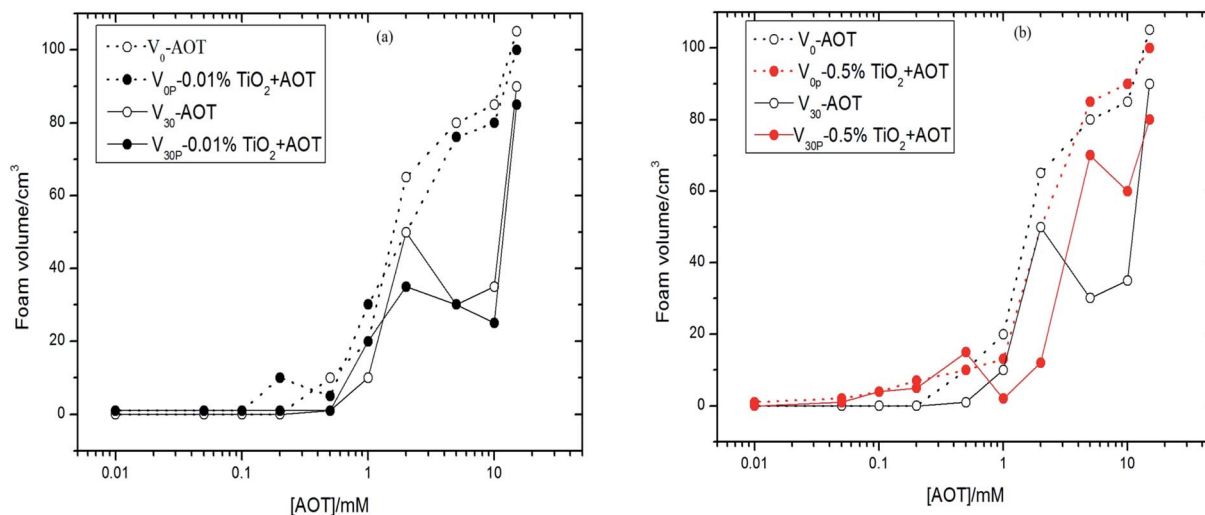 (a)
V₀-AOT
V₀P-0.01% TiO₂+AOT
V₃₀-AOT
V₃₀P-0.01% TiO₂+AOT
100
80
60
40
20
0
Foam volume/cm³
0.01
0.1
1
10
[AOT]/mM
(b)
V₀-AOT
V₀p-0.5% TiO₂+AOT
V₃₀-AOT
V₃₀P-0.5% TiO₂+AOT
100
80
60
40
20
0
Foam volume/cm³
0.01
0.1
1
10
[AOT]/mM